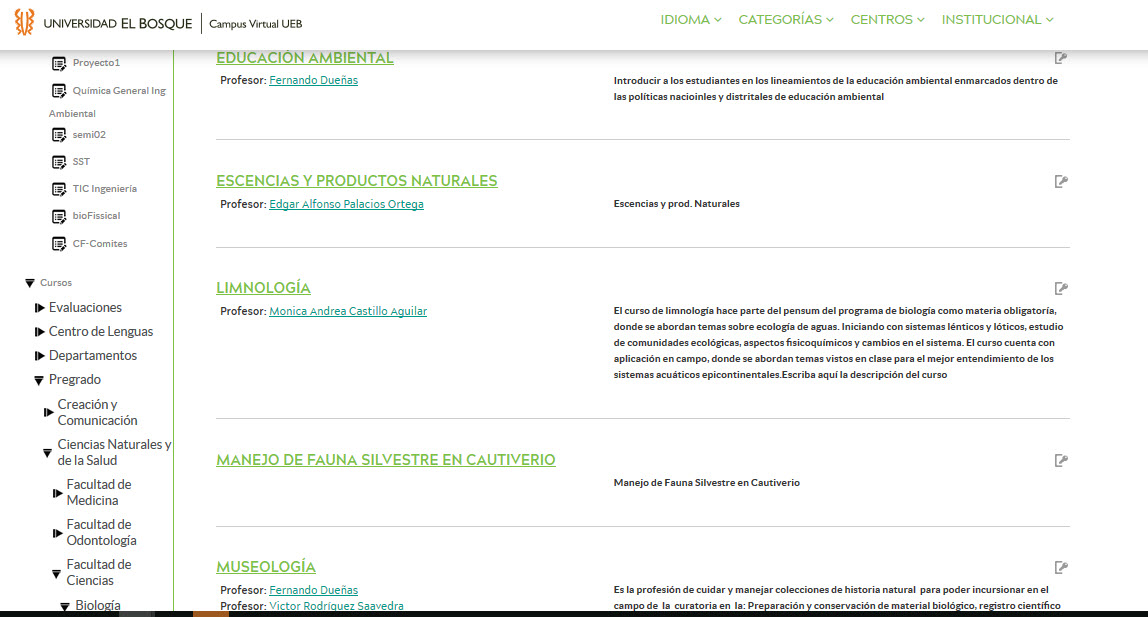 UNIVERSIDAD EL BOSQUE | Campus Virtual UEB
IDIOMA CATEGORÍAS CENTROS INSTITUCIONAL
Proyecto1
Química General Ing
Ambiental
semi02
SST
TIC Ingeniería
bioFissical
CF-Comites
Cursos
Evaluaciones
Centro de Lenguas
Departamentos
Pregrado
Creación y
Comunicación
Ciencias Naturales y
de la Salud
Facultad de
Medicina
Facultad de
Odontología
Facultad de
Ciencias
Biología
EDUCACIÓN AMBIENTAL
Profesor: Fernando Dueñas
Introducir a los estudiantes en los lineamientos de la educación ambiental enmarcados dentro de
las políticas nacioinles y distritales de educación ambiental
ESCENCIAS Y PRODUCTOS NATURALES
Profesor: Edgar Alfonso Palacios Ortega
Escencias y prod. Naturales
LIMNOLOGÍA
Profesor: Monica Andrea Castillo Aguilar
El curso de limnología hace parte del pensum del programa de biología como materia obligatoría,
donde se abordan temas sobre ecología de aguas. Iniciando con sistemas lénticos y lóticos, estudio
de comunidades ecológicas, aspectos fisicoquímicos y cambios en el sistema. El curso cuenta con
aplicación en campo, donde se abordan temas vistos en clase para el mejor entendimiento de los
sistemas acuáticos epicontinentales.Escriba aquí la descripción del curso
MANEJO DE FAUNA SILVESTRE EN CAUTIVERIO
Manejo de Fauna Silvestre en Cautiverio
MUSEOLOGÍA
Profesor: Fernando Dueñas
Profesor: Victor Rodríguez Saavedra
Es la profesión de cuidar y manejar colecciones de historia natural para poder incursionar en el
campo de la curatoria en la: Preparación y conservación de material biológico, registro científico